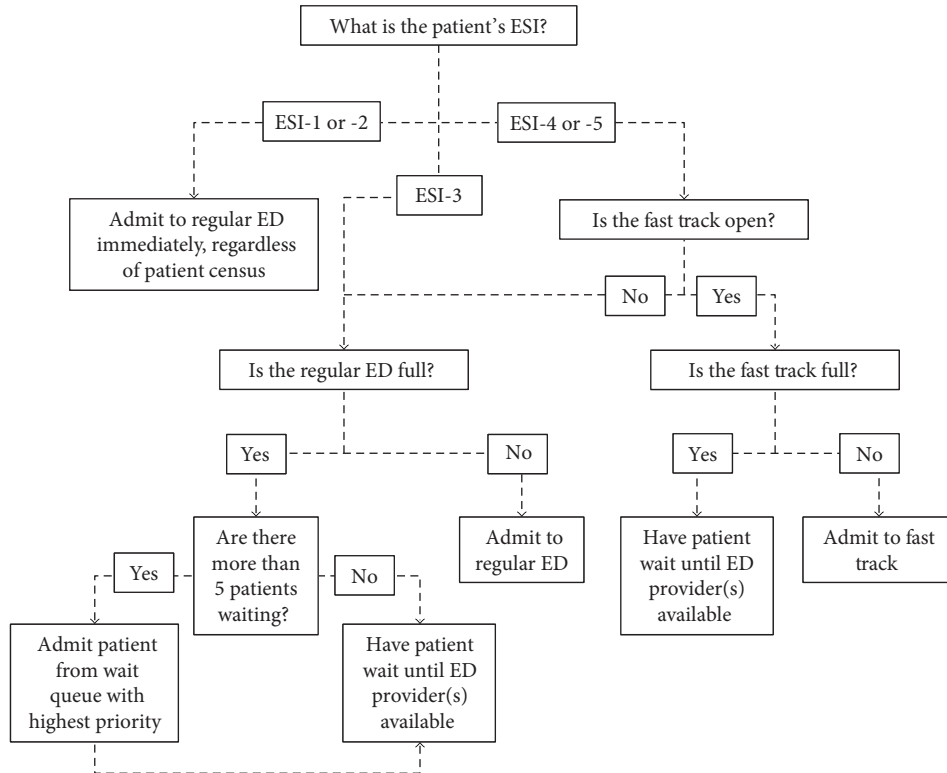 What is the patient's ESI?
ESI-1 or -2
ESI-4 or -5
ESI-3
Admit to regular ED
immediately, regardless
of patient census
Is the fast track open?
No
Yes
Is the regular ED full?
Is the fast track full?
Yes
No
Yes
No
Are there
more than
5 patients
waiting?
Admit to
regular ED
Have patient
wait until ED
provider(s)
available
Admit to fast
track
Yes
No
Admit patient
from wait
queue with
highest priority
Have patient
wait until ED
provider(s)
available